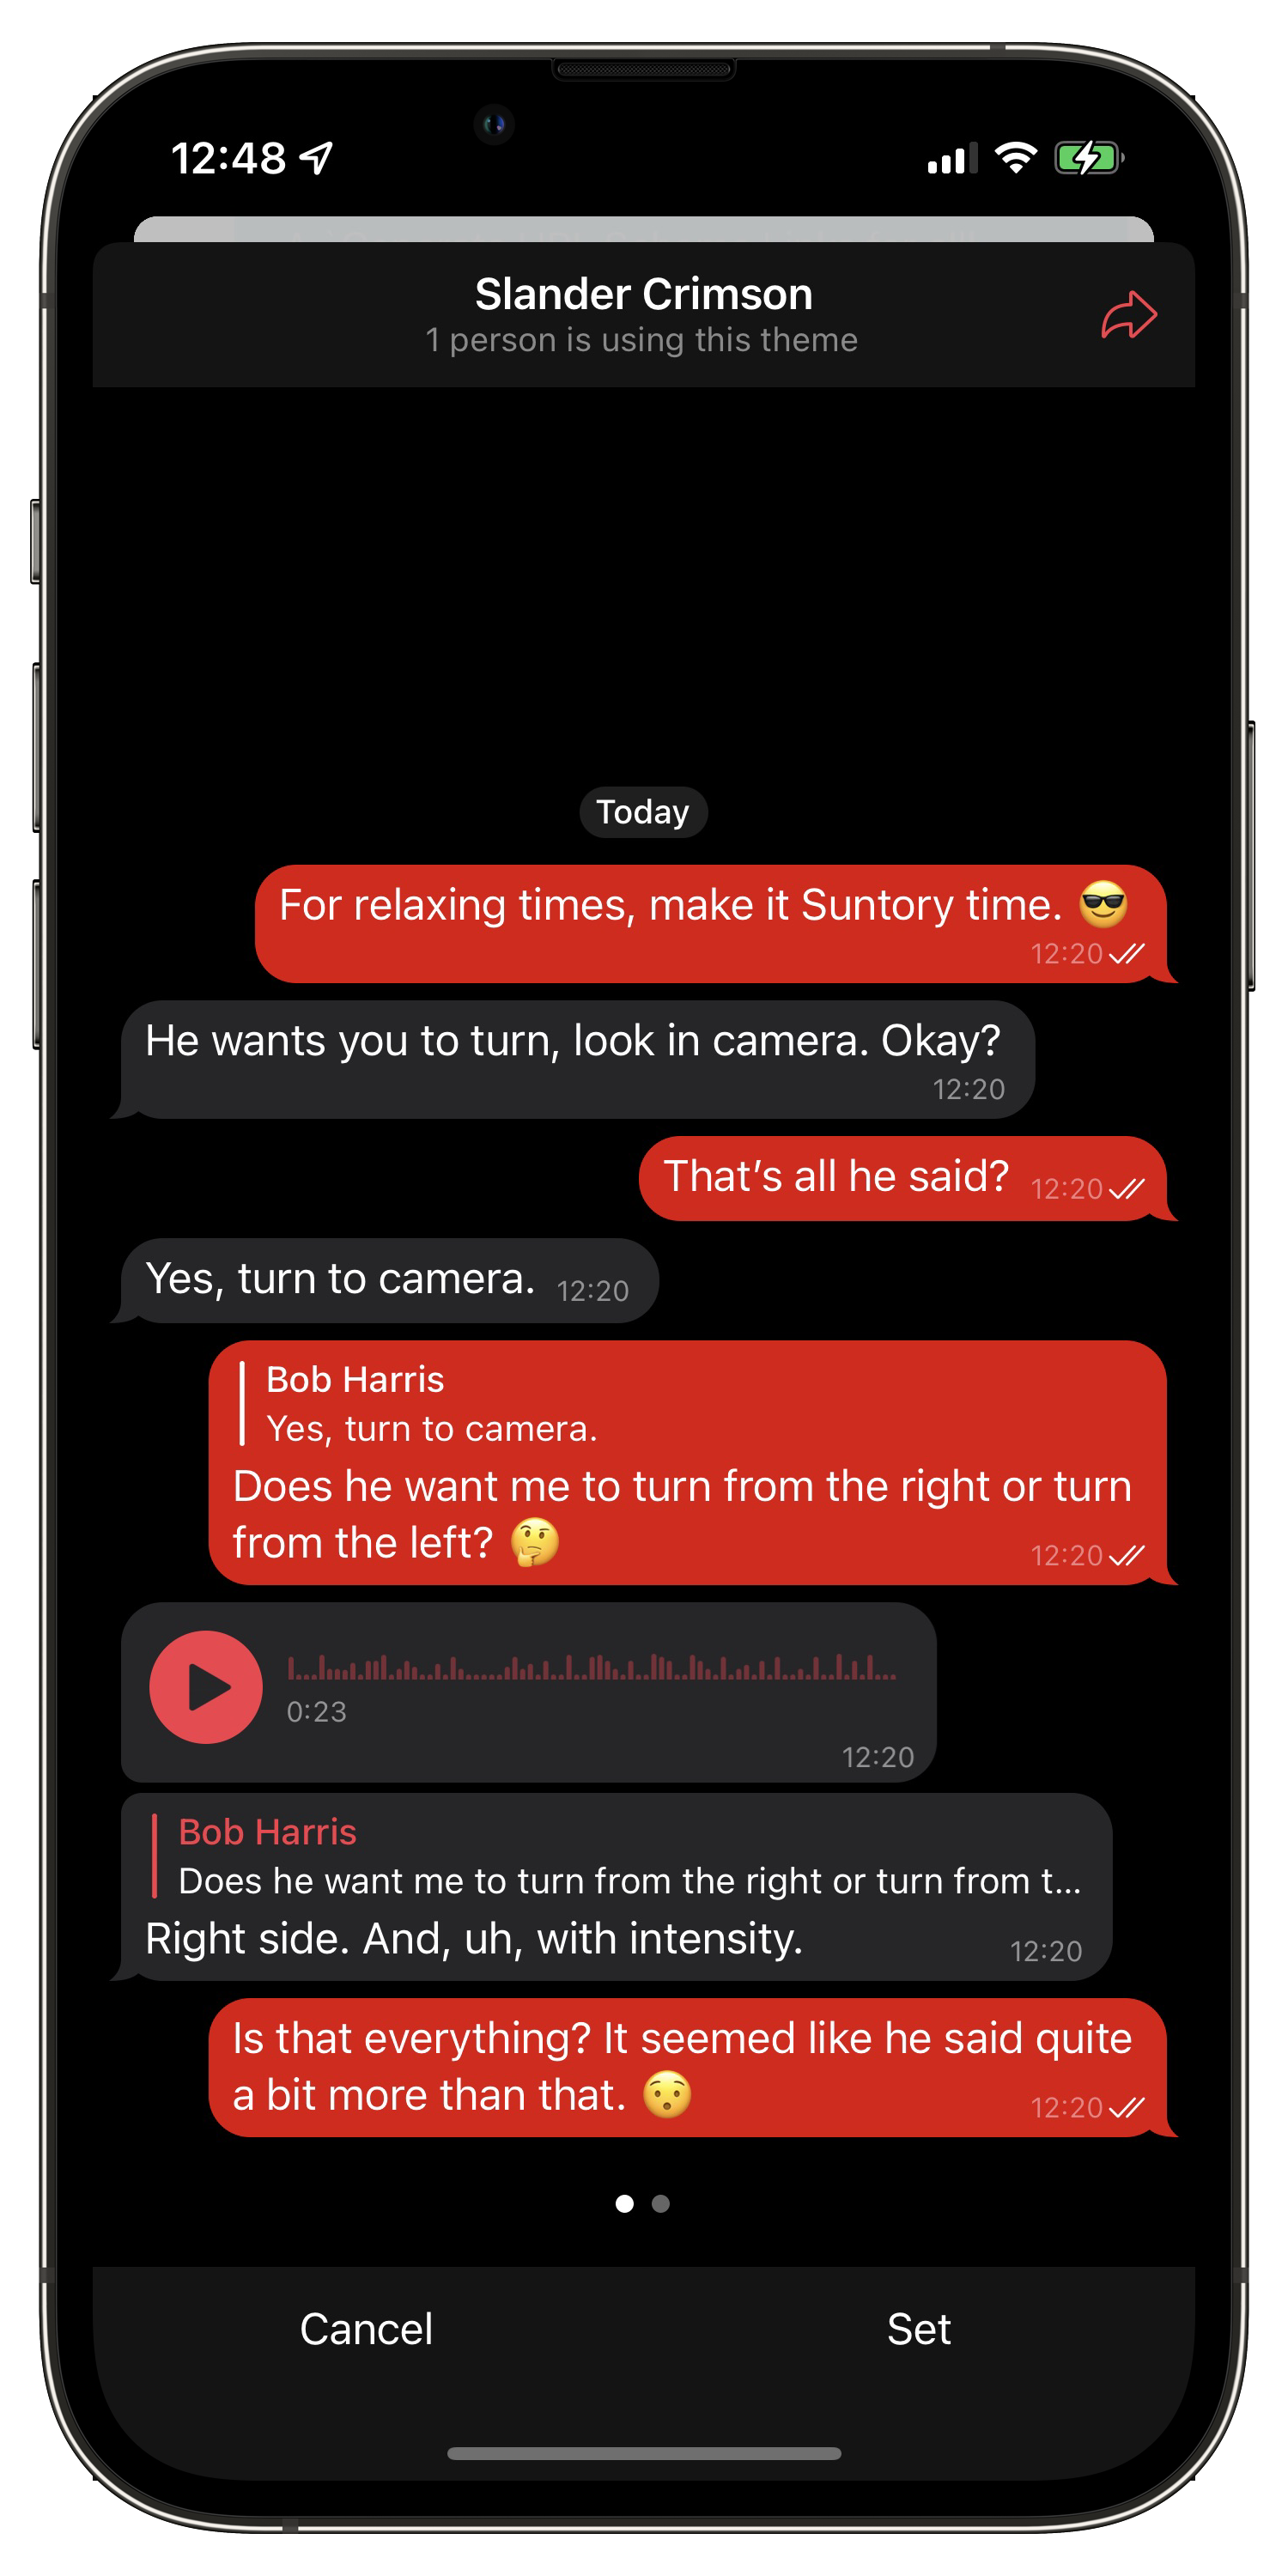 12:48
Slander Crimson
1 person is using this theme
Today
For relaxing times, make it Suntory time. 😎
12:20
He wants you to turn, look in camera. Okay?
12:20
That’s all he said? 12:20
Yes, turn to camera. 12:20
Bob Harris
Yes, turn to camera.
Does he want me to turn from the right or turn
from the left? 🤔 12:20
0:23
12:20
Bob Harris
Does he want me to turn from the right or turn from t...
Right side. And, uh, with intensity. 12:20
Is that everything? It seemed like he said quite
a bit more than that. 😯 12:20
Cancel Set